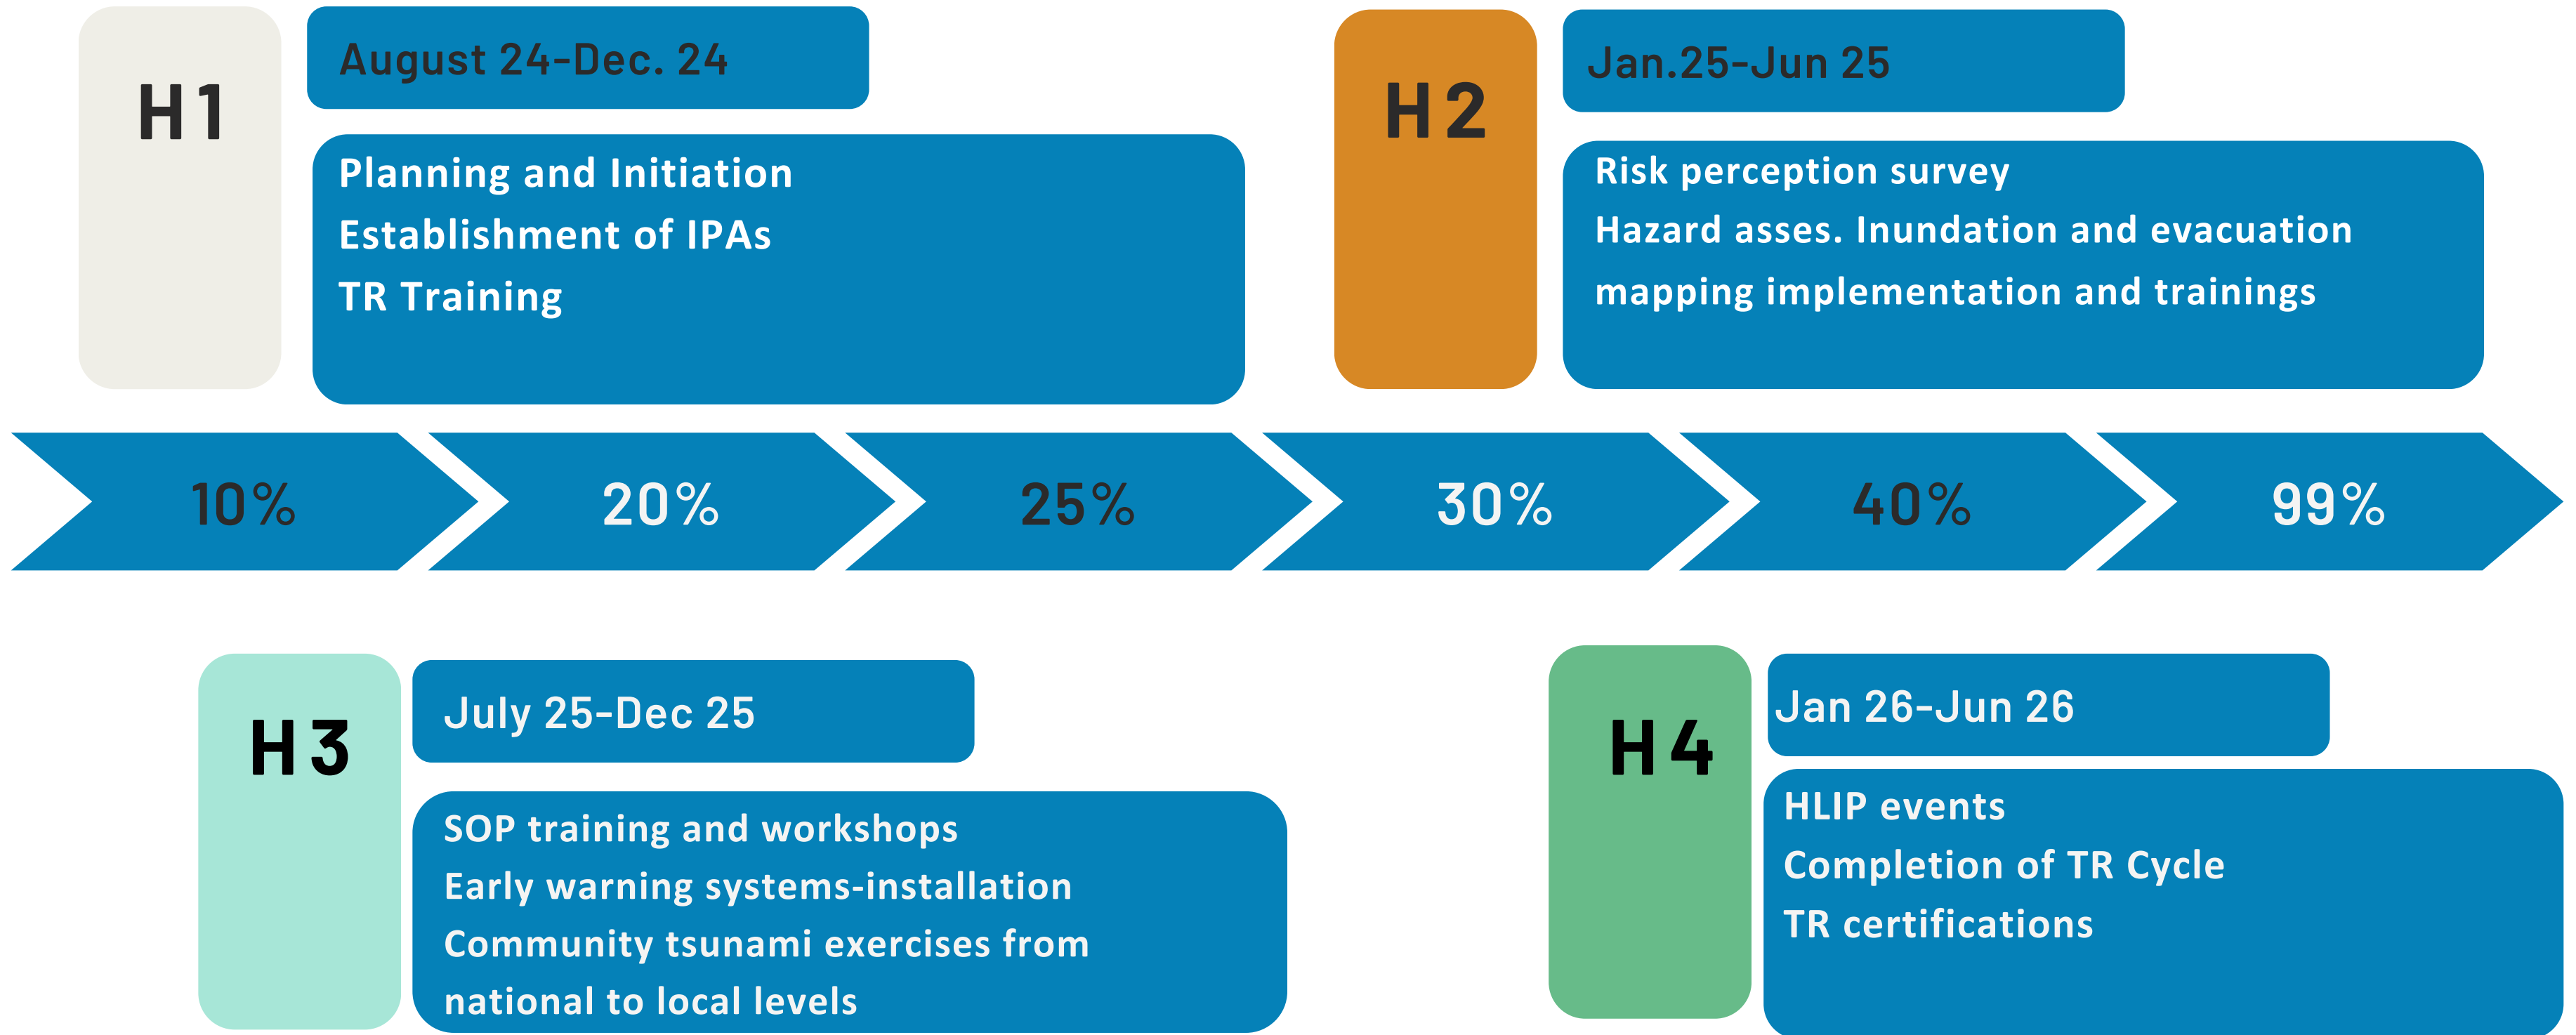 H1
August 24-Dec. 24
Planning and Initiation
Establishment of IPAs
TR Training
H2
Jan.25-Jun 25
Risk perception survey
Hazard asses. Inundation and evacuation
mapping implementation and trainings
10%
20%
25%
30%
40%
99%
H3
July 25-Dec 25
SOP training and workshops
Early warning systems-installation
Community tsunami exercises from
national to local levels
H4
Jan 26-Jun 26
HLIP events
Completion of TR Cycle
TR certifications